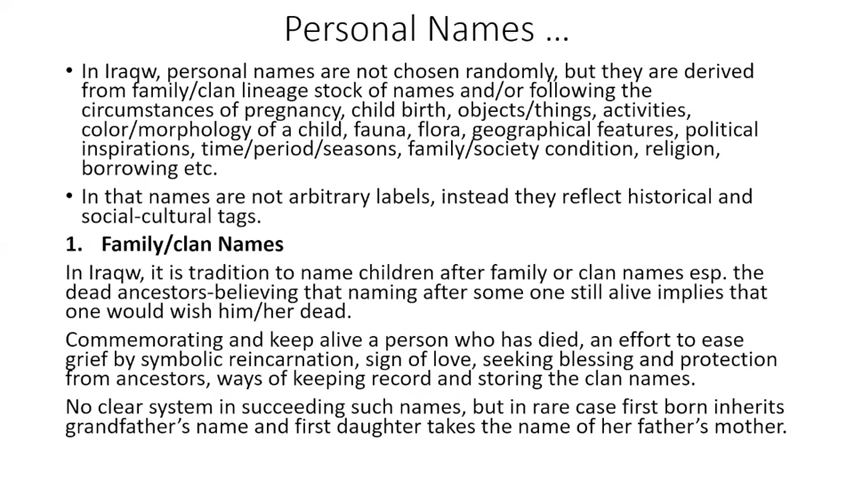 Personal Names …
• In Iraqw, personal names are not chosen randomly, but they are derived
from family/clan lineage stock of names and/or following the
circumstances of pregnancy, child birth, objects/things, activities,
color/morphology of a child, fauna, flora, geographical features, political
inspirations, time/period/seasons, family/society condition, religion,
borrowing etc.
• In that names are not arbitrary labels, instead they reflect historical and
social-cultural tags.
1. Family/clan Names
In Iraqw, it is tradition to name children after family or clan names esp. the
dead ancestors-believing that naming after some one still alive implies that
one would wish him/her dead.
Commemorating and keep alive a person who has died, an effort to ease
grief by symbolic reincarnation, sign of love, seeking blessing and protection
from ancestors, ways of keeping record and storing the clan names.
No clear system in succeeding such names, but in rare case first born inherits
grandfather’s name and first daughter takes the name of her father’s mother.